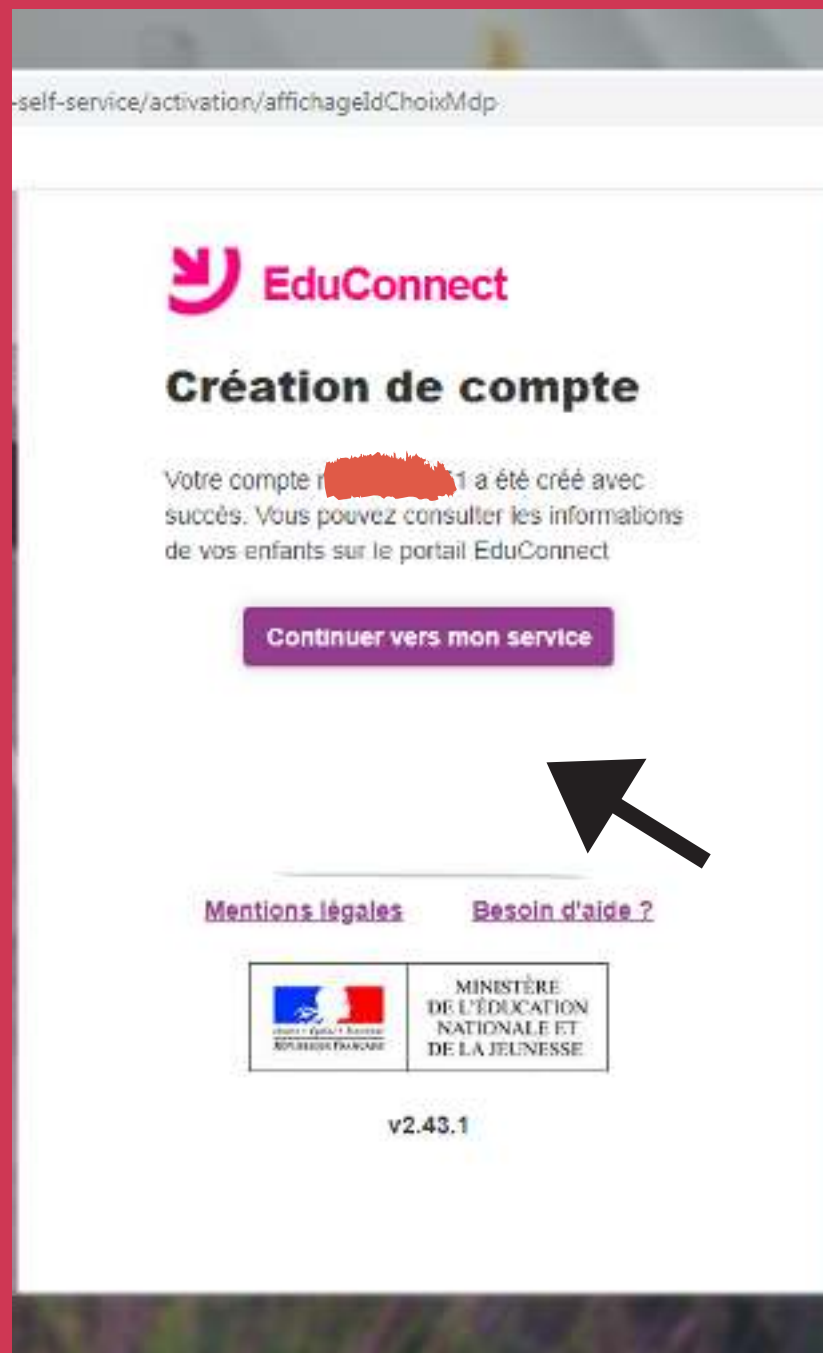 -self-service/activation/affichageIdChoixMdp
EduConnect
Création de compte
Votre compte r 1 a été créé avec
succès. Vous pouvez consulter les informations
de vos enfants sur le portail EduConnect
Continuer vers mon service
Mentions légales Besoin d'aide ?
MINISTÈRE
DE L'ÉDUCATION
NATIONALE ET
DE LA JEUNESSE
RÉPUBLIQUE FRANÇAISE
v2.43.1